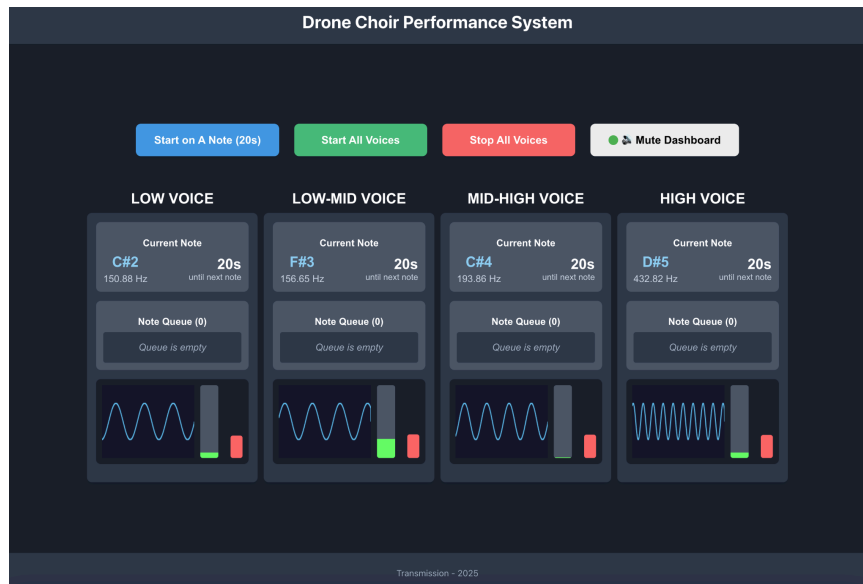 Drone Choir Performance System
Start on A Note (20s)
Start All Voices
Stop All Voices
Mute Dashboard
LOW VOICE
Current Note
C#2
20s
150.88 Hz
until next note
Note Queue (0)
Queue is empty
LOW-MID VOICE
Current Note
F#3
20s
156.65 Hz
until next note
Note Queue (0)
Queue is empty
MID-HIGH VOICE
Current Note
C#4
20s
193.86 Hz
until next note
Note Queue (0)
Queue is empty
HIGH VOICE
Current Note
D#5
20s
432.82 Hz
until next note
Note Queue (0)
Queue is empty
Transmission - 2025